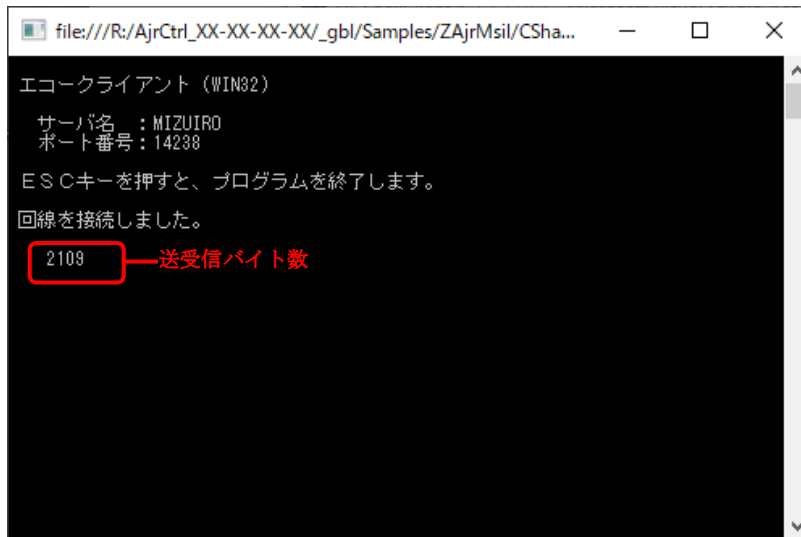 file:///R:/AjrCtrl_XX-XX-XX-XX/_gbl/Samples/ZAjrMsil/CSha...
エコークライアント (WIN32)
サーバ名 :MIZUIRO
ポート番号:14238
ＥＳＣキーを押すと、プログラムを終了します。
回線を接続しました。
2109 送受信バイト数